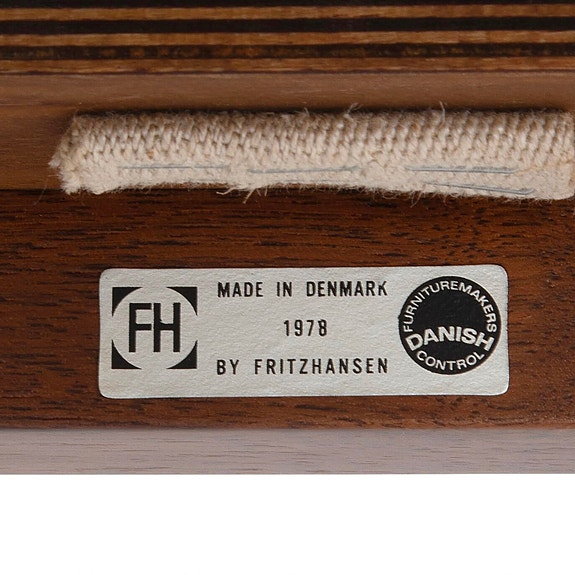 FH
MADE IN DENMARK
1978
BY FRITZHANSEN
FURNITUREMAKERS
DANISH
CONTROL